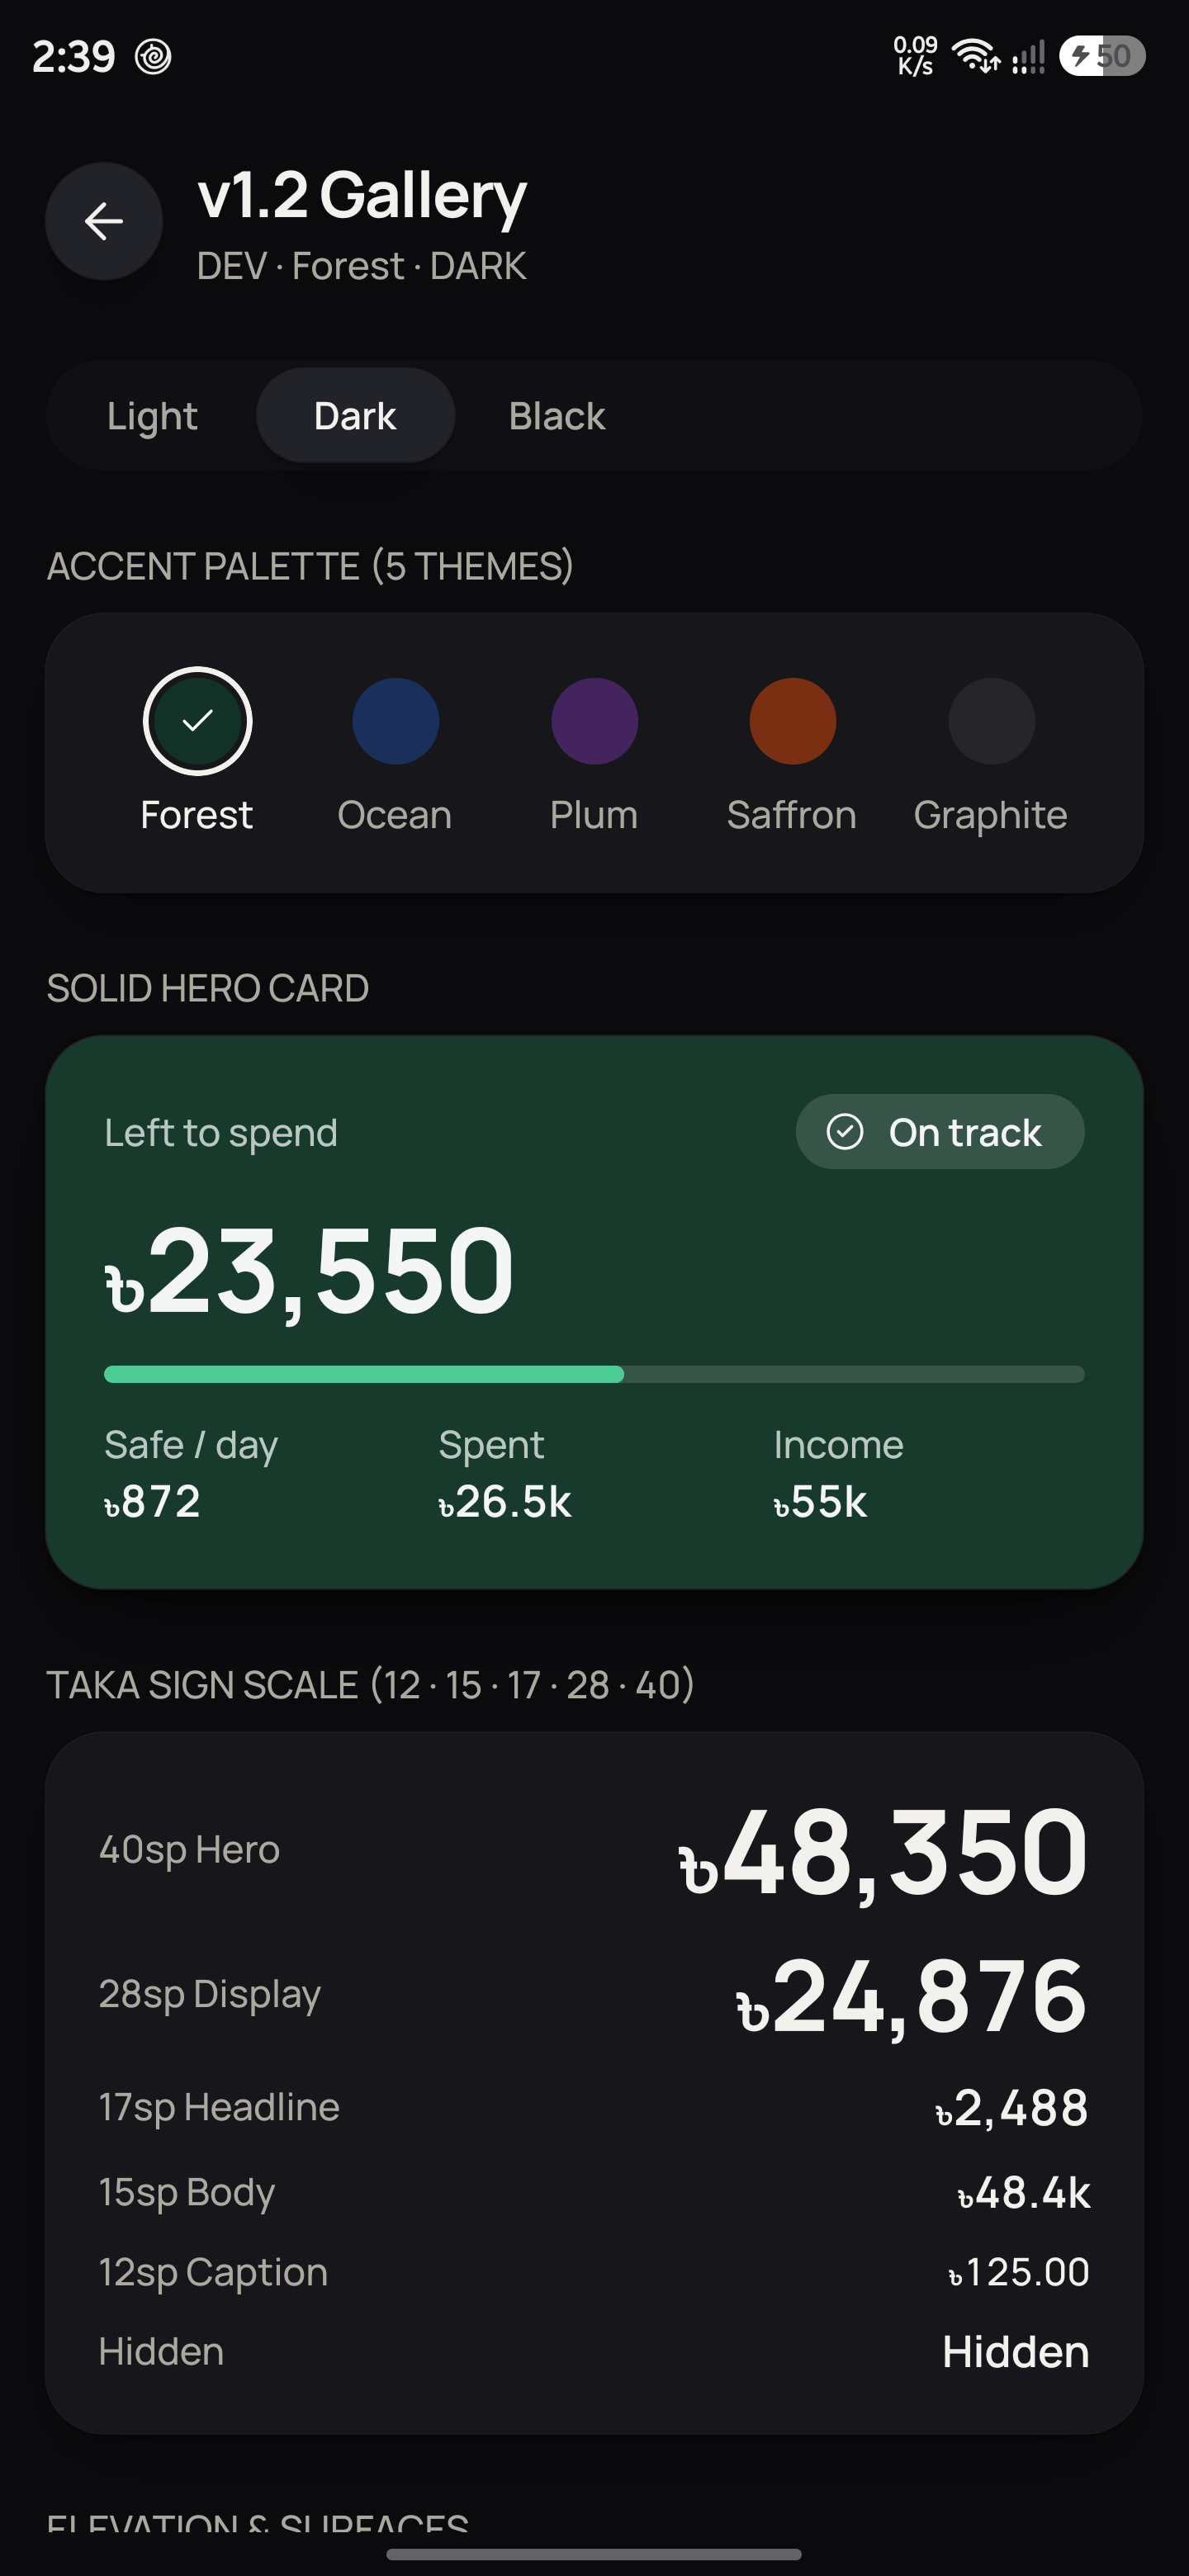 2:39
0.09
K/s
50
v1.2 Gallery
DEV · Forest · DARK
Light Dark Black
ACCENT PALETTE (5 THEMES)
Forest Ocean Plum Saffron Graphite
SOLID HERO CARD
Left to spend On track
৳23,550
Safe / day Spent Income
৳872 ৳26.5k ৳55k
TAKA SIGN SCALE (12 · 15 · 17 · 28 · 40)
40sp Hero ৳48,350
28sp Display ৳24,876
17sp Headline ৳2,488
15sp Body ৳48.4k
12sp Caption ৳125.00
Hidden Hidden
ELEVATION & SURFACES